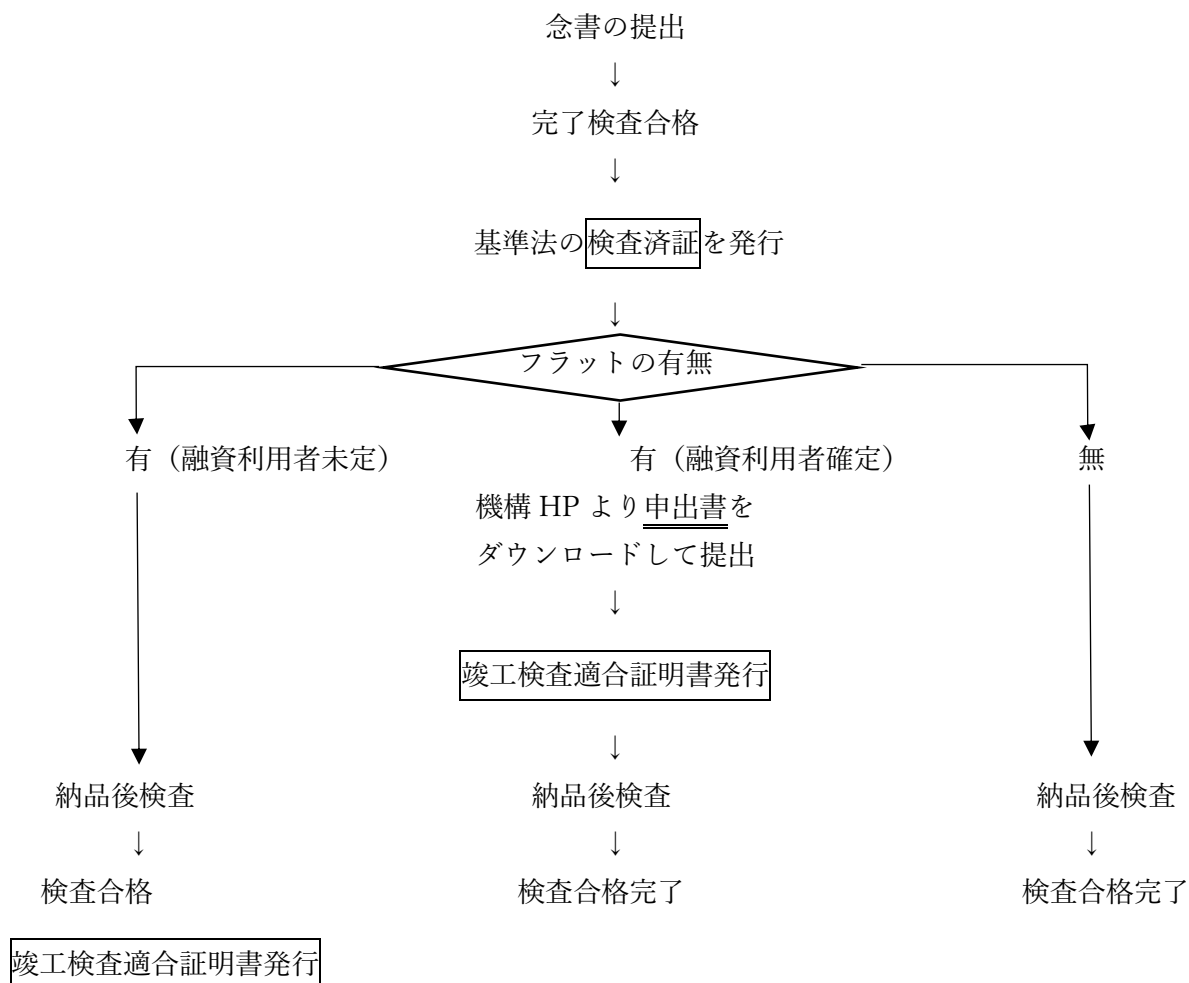 念書の提出
↓
完了検査合格
↓
基準法の検査済証を発行
↓
フラットの有無
有（融資利用者未定）
有（融資利用者確定）
無
機構 HP より申出書を
ダウンロードして提出
↓
竣工検査適合証明書発行
↓
納品後検査
納品後検査
納品後検査
↓
↓
↓
検査合格
検査合格完了
検査合格完了
竣工検査適合証明書発行